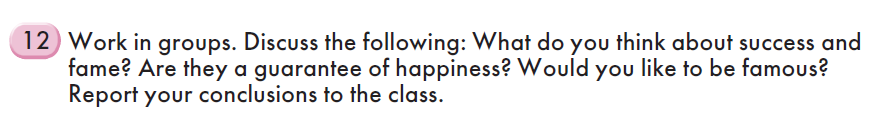 12 Work in groups. Discuss the following: What do you think about success and
fame? Are they a guarantee of happiness? Would you like to be famous?
Report your conclusions to the class.